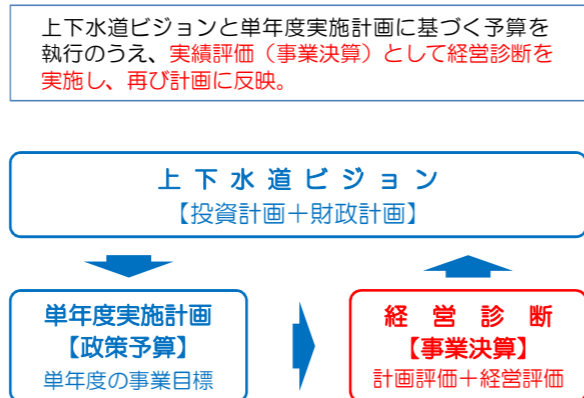 上下水道ビジョンと単年度実施計画に基づく予算を
執行のうえ、実績評価（事業決算）として経営診断を
実施し、再び計画に反映。
上下水道ビジョン
【投資計画＋財政計画】
単年度実施計画
【政策予算】
単年度の事業目標
経営診断
【事業決算】
計画評価＋経営評価